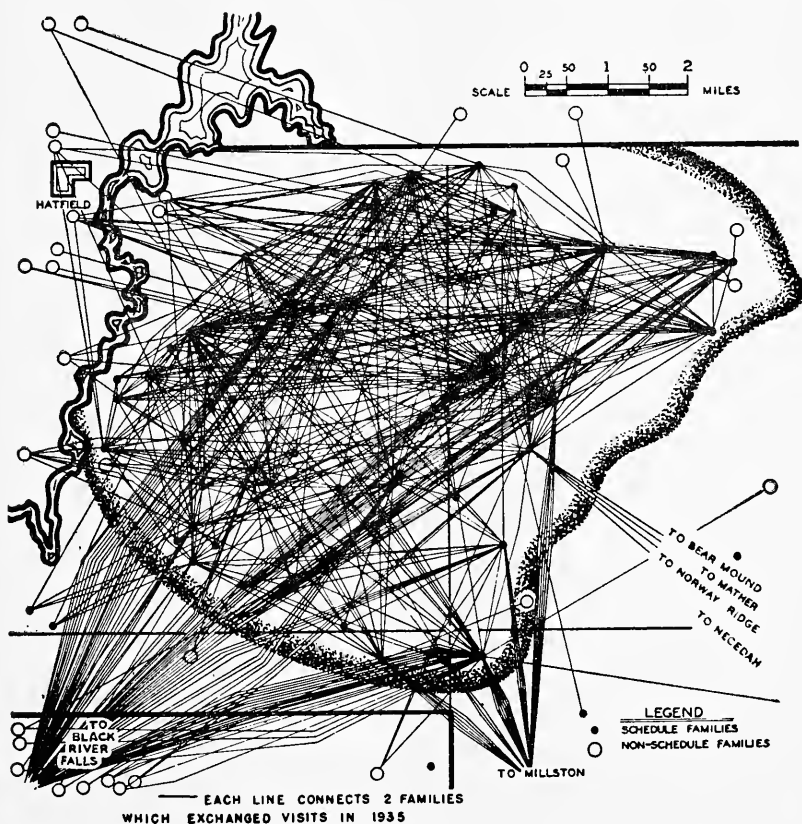 0 25 50 1 50 2
SCALE MILES
HATFIELD
TO BEAR MOUND
TO MATHER
TO NORWAY RIDGE
TO NECEDAH
LEGEND
SCHEDULE FAMILIES
NON-SCHEDULE FAMILIES
TO
BLACK
RIVER
FALLS
TO MILLSTON
EACH LINE CONNECTS 2 FAMILIES
WHICH EXCHANGED VISITS IN 1935